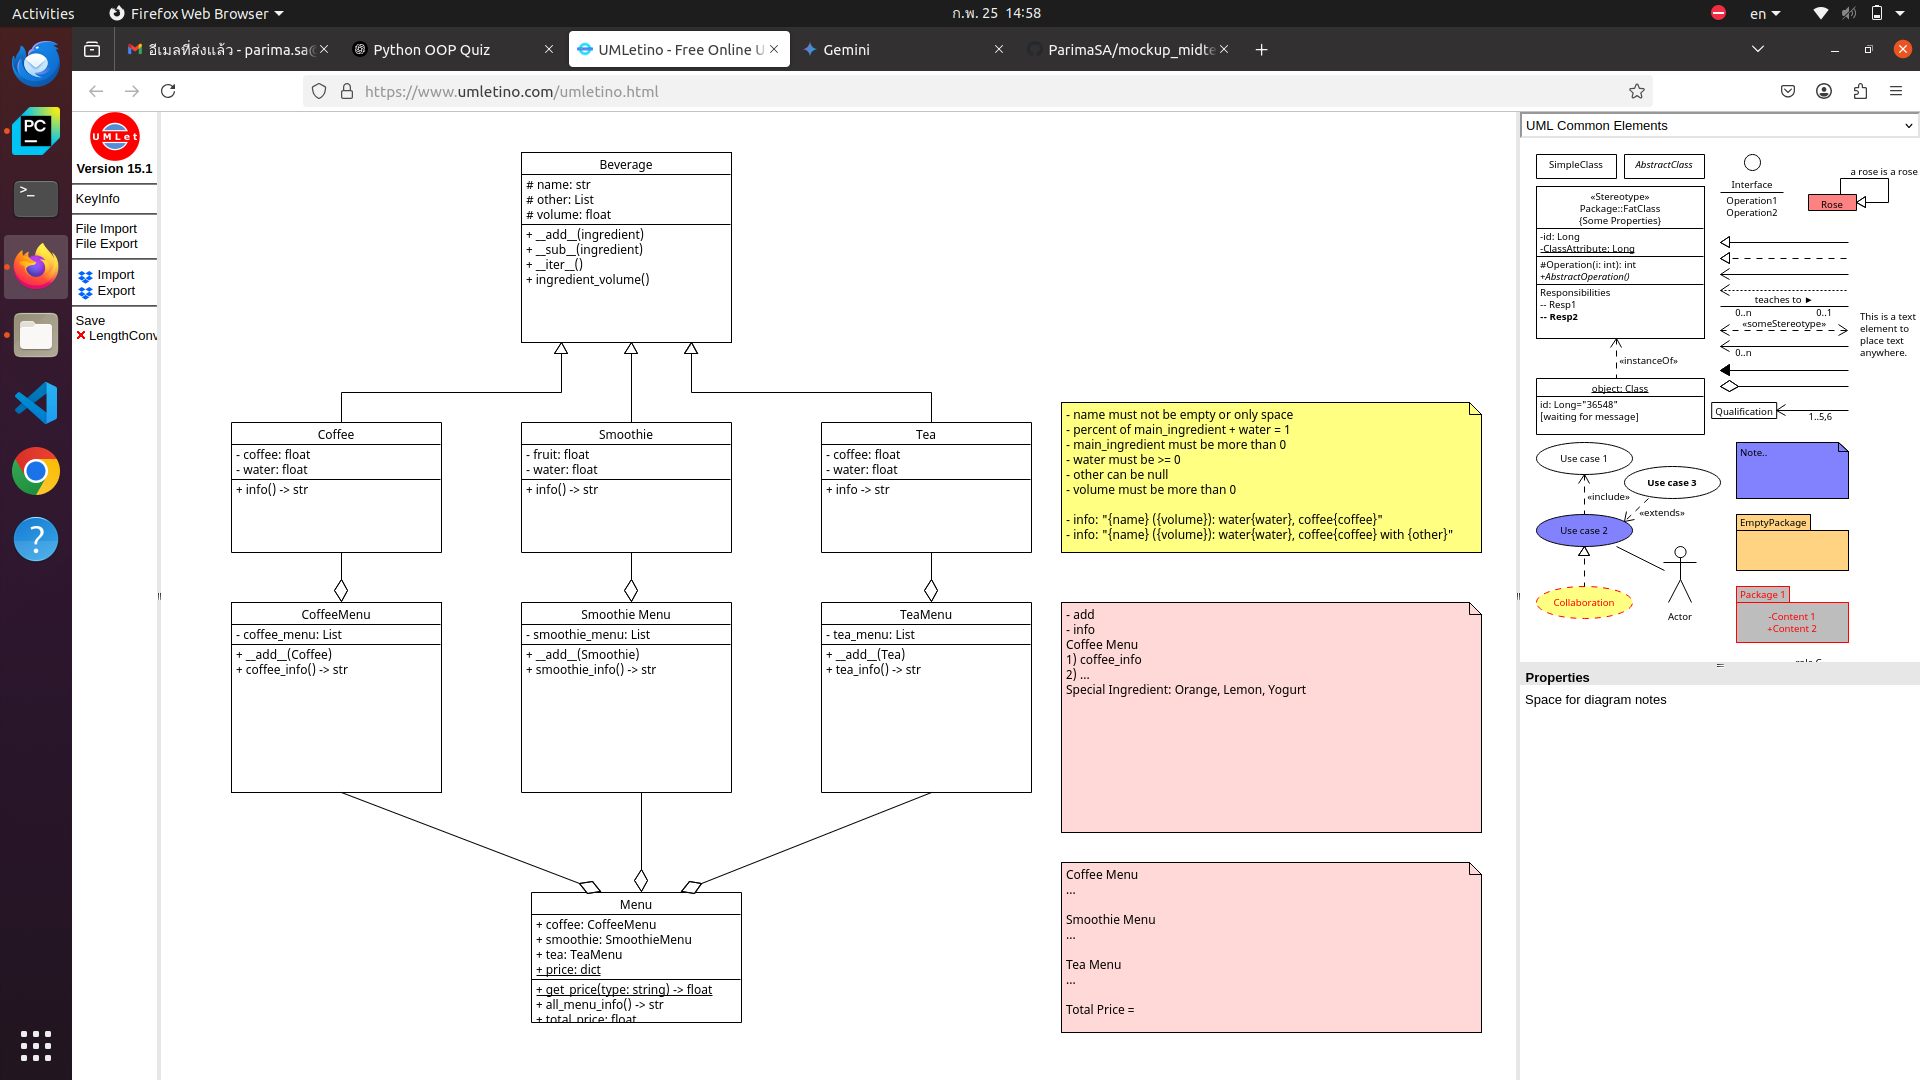 Activities
Firefox Web Browser
ก.พ. 25 14:58
en
อีเมลที่ส่งแล้ว - parima.sa@
Python OOP Quiz
UMLetino - Free Online U
Gemini
ParimaSA/mockup_midte
https://www.umletino.com/umletino.html
UMLet
Version 15.1
KeyInfo
File Import
File Export
Import
Export
Save
LengthConv
Beverage
# name: str
# other: List
# volume: float
+ __add__(ingredient)
+ __sub__(ingredient)
+ __iter__()
+ ingredient_volume()
Coffee
- coffee: float
- water: float
+ info() -> str
Smoothie
- fruit: float
- water: float
+ info() -> str
Tea
- coffee: float
- water: float
+ info -> str
- name must not be empty or only space
- percent of main_ingredient + water = 1
- main_ingredient must be more than 0
- water must be >= 0
- other can be null
- volume must be more than 0
- info: "{name} ({volume}): water{water}, coffee{coffee}"
- info: "{name} ({volume}): water{water}, coffee{coffee} with {other}"
CoffeeMenu
- coffee_menu: List
+ __add__(Coffee)
+ coffee_info() -> str
Smoothie Menu
- smoothie_menu: List
+ __add__(Smoothie)
+ smoothie_info() -> str
TeaMenu
- tea_menu: List
+ __add__(Tea)
+ tea_info() -> str
- add
- info
Coffee Menu
1) coffee_info
2) ...
Special Ingredient: Orange, Lemon, Yogurt
Menu
+ coffee: CoffeeMenu
+ smoothie: SmoothieMenu
+ tea: TeaMenu
+ price: dict
+ get_price(type: string) -> float
+ all_menu_info() -> str
+ total_price: float
Coffee Menu
...
Smoothie Menu
...
Tea Menu
...
Total Price =
UML Common Elements
SimpleClass
AbstractClass
«Stereotype»
Package::FatClass
{Some Properties}
-id: Long
-ClassAttribute: Long
#Operation(i: int): int
+AbstractOperation()
Responsibilities
-- Resp1
-- Resp2
Interface
Operation1
Operation2
a rose is a rose
Rose
teaches to ►
0..n
0..1
«someStereotype»
0..n
This is a text
element to
place text
anywhere.
«instanceOf»
object: Class
id: Long="36548"
[waiting for message]
Qualification
1..5,6
Use case 1
«include»
Use case 3
«extends»
Use case 2
Collaboration
Actor
Note..
EmptyPackage
Package 1
-Content 1
+Content 2
Properties
Space for diagram notes
PC
>_
?